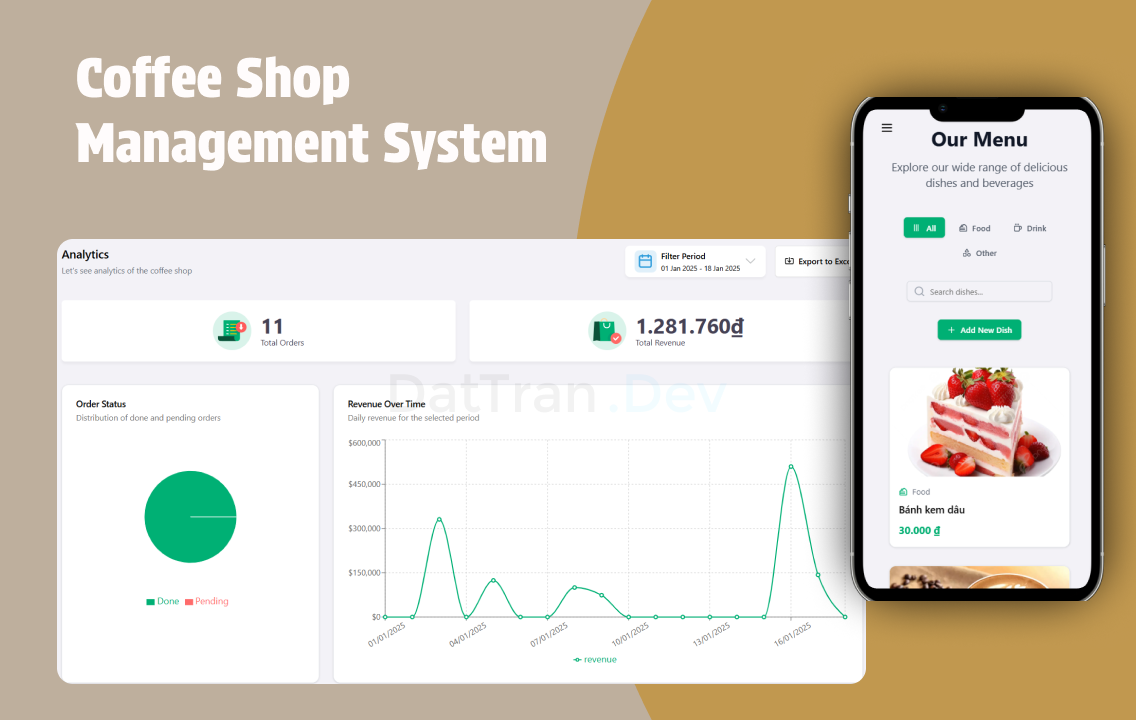 Coffee Shop
Management System
Analytics
Let's see analytics of the coffee shop
Filter Period
01 Jan 2025 - 18 Jan 2025
Export to Exce
11
Total Orders
1.281.760₫
Total Revenue
DatTran.Dev
Order Status
Distribution of done and pending orders
Done
Pending
Revenue Over Time
Daily revenue for the selected period
$600,000
$450,000
$300,000
$150,000
$0
01/01/2025
04/01/2025
07/01/2025
10/01/2025
13/01/2025
16/01/2025
revenue
Our Menu
Explore our wide range of delicious
dishes and beverages
All
Food
Drink
Other
Search dishes...
+ Add New Dish
Food
Bánh kem dâu
30.000 ₫